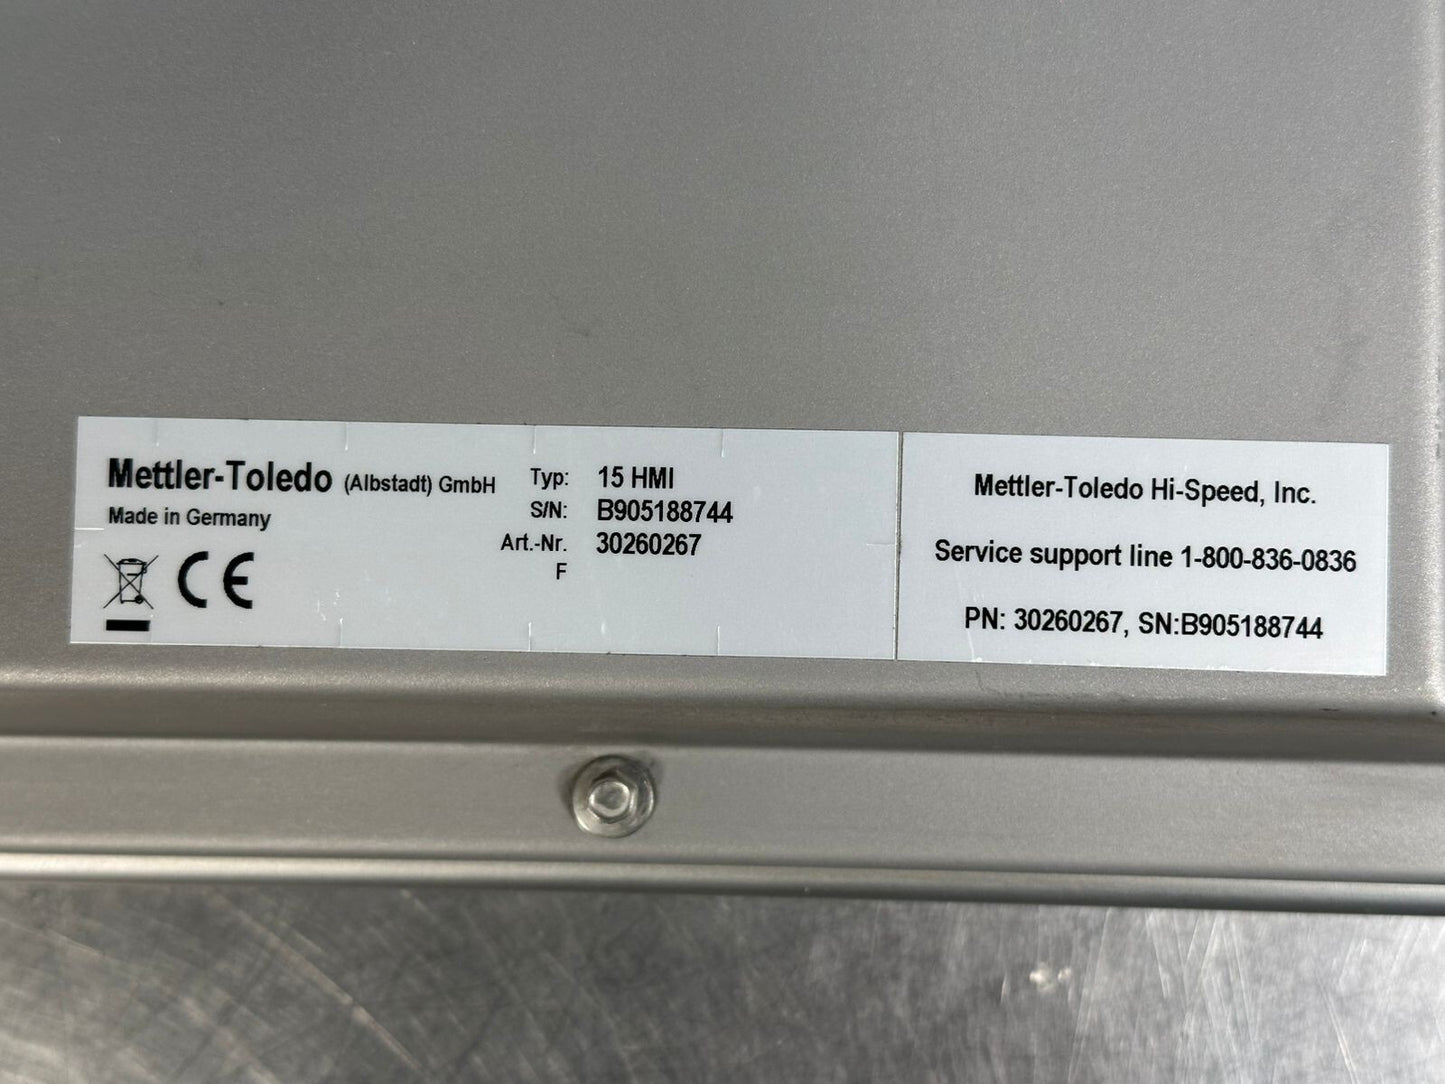 Mettler-Toledo (Albstadt) GmbH
Made in Germany
CE
Typ: 15 HMI
S/N: B905188744
Art.-Nr. 30260267
F
Mettler-Toledo Hi-Speed, Inc.
Service support line 1-800-836-0836
PN: 30260267, SN:B905188744